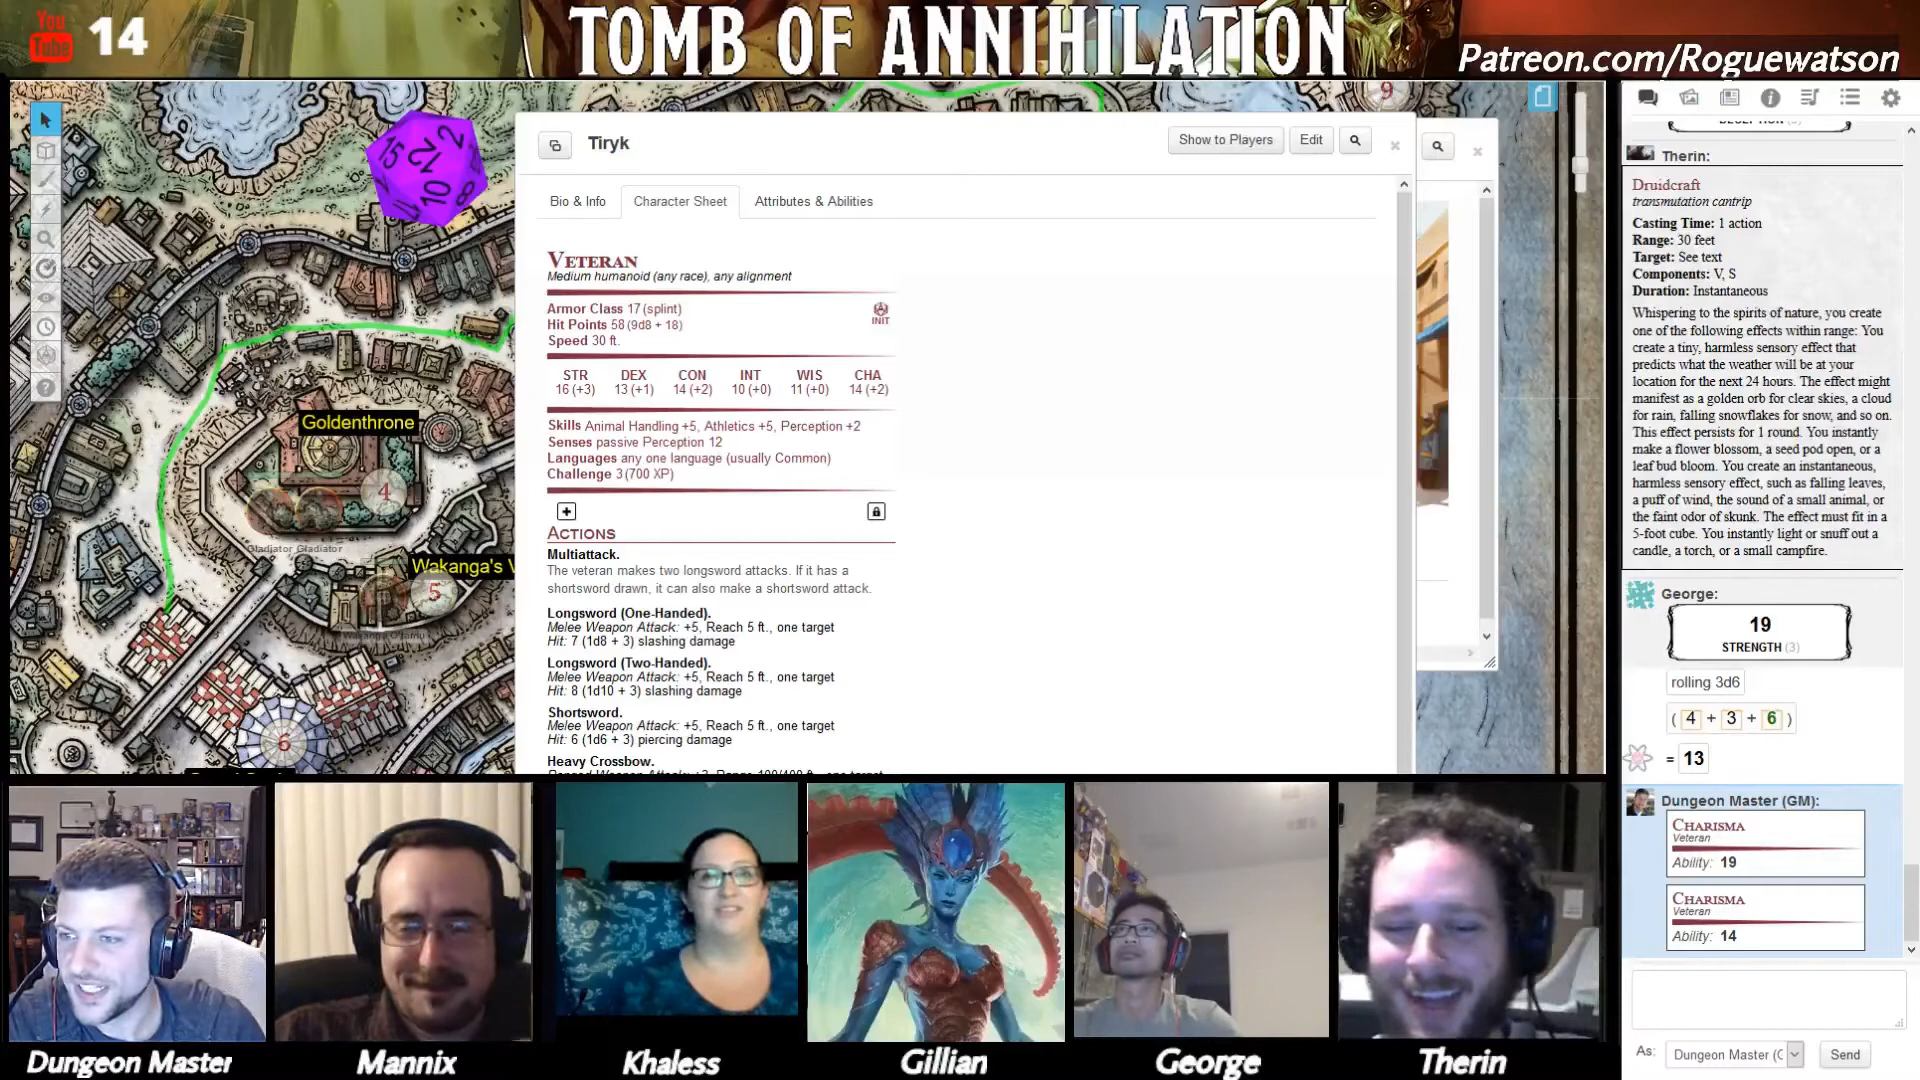 You
Tube
14
TOMB OF ANNIHILATION
Patreon.com/Roguewatson
9
15
12
2
10
8
Tiryk
Show to Players
Edit
Bio & Info
Character Sheet
Attributes & Abilities
VETERAN
Medium humanoid (any race), any alignment
Armor Class 17 (splint)
Hit Points 58 (9d8 + 18)
Speed 30 ft.
INIT
STR DEX CON INT WIS CHA
16 (+3) 13 (+1) 14 (+2) 10 (+0) 11 (+0) 14 (+2)
Skills Animal Handling +5, Athletics +5, Perception +2
Senses passive Perception 12
Languages any one language (usually Common)
Challenge 3 (700 XP)
ACTIONS
Multiattack.
The veteran makes two longsword attacks. If it has a
shortsword drawn, it can also make a shortsword attack.
Longsword (One-Handed).
Melee Weapon Attack: +5, Reach 5 ft., one target
Hit: 7 (1d8 + 3) slashing damage
Longsword (Two-Handed).
Melee Weapon Attack: +5, Reach 5 ft., one target
Hit: 8 (1d10 + 3) slashing damage
Shortsword.
Melee Weapon Attack: +5, Reach 5 ft., one target
Hit: 6 (1d6 + 3) piercing damage
Heavy Crossbow.
Goldenthrone
4
Gladiator Gladiator
Wakanga's
5
6
Therin:
Druidcraft
transmutation cantrip
Casting Time: 1 action
Range: 30 feet
Target: See text
Components: V, S
Duration: Instantaneous
Whispering to the spirits of nature, you create
one of the following effects within range: You
create a tiny, harmless sensory effect that
predicts what the weather will be at your
location for the next 24 hours. The effect might
manifest as a golden orb for clear skies, a cloud
for rain, falling snowflakes for snow, and so on.
This effect persists for 1 round. You instantly
make a flower blossom, a seed pod open, or a
leaf bud bloom. You create an instantaneous,
harmless sensory effect, such as falling leaves,
a puff of wind, the sound of a small animal, or
the faint odor of skunk. The effect must fit in a
5-foot cube. You instantly light or snuff out a
candle, a torch, or a small campfire.
George:
19
STRENGTH (3)
rolling 3d6
( 4 + 3 + 6 )
= 13
Dungeon Master (GM):
CHARISMA
Veteran
Ability: 19
CHARISMA
Veteran
Ability: 14
As:
Dungeon Master (
Send
Dungeon Master
Mannix
Khaless
Gillian
George
Therin